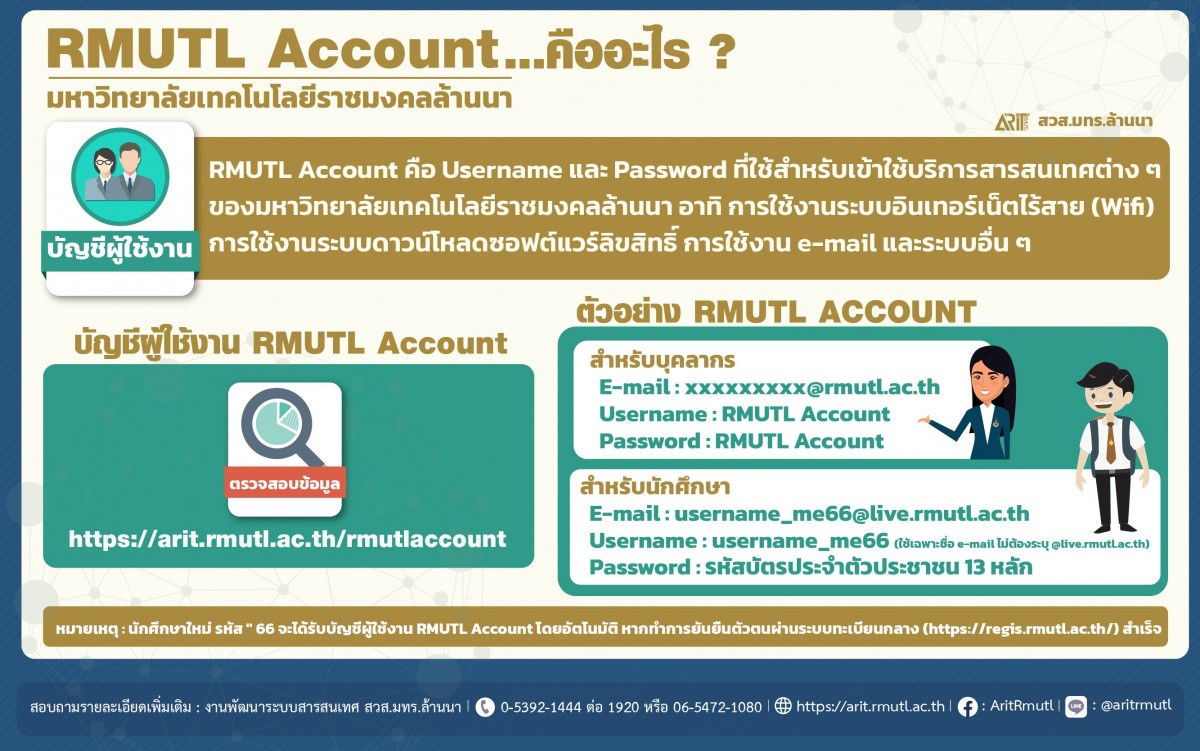 RMUTL Account...คืออะไร ?
มหาวิทยาลัยเทคโนโลยีราชมงคลล้านนา
ARIT สวส.มทร.ล้านนา
บัญชีผู้ใช้งาน
RMUTL Account คือ Username และ Password ที่ใช้สำหรับเข้าใช้บริการสารสนเทศต่าง ๆ
ของมหาวิทยาลัยเทคโนโลยีราชมงคลล้านนา อาทิ การใช้งานระบบอินเทอร์เน็ตไร้สาย (Wifi)
การใช้งานระบบดาวน์โหลดซอฟต์แวร์ลิขสิทธิ์ การใช้งาน e-mail และระบบอื่น ๆ
บัญชีผู้ใช้งาน RMUTL Account
ตรวจสอบข้อมูล
https://arit.rmutl.ac.th/rmutlaccount
ตัวอย่าง RMUTL ACCOUNT
สำหรับบุคลากร
E-mail : xxxxxxxxx@rmutl.ac.th
Username : RMUTL Account
Password : RMUTL Account
สำหรับนักศึกษา
E-mail : username_me66@live.rmutl.ac.th
Username : username_me66 (ใช้เฉพาะชื่อ e-mail ไม่ต้องระบุ @live.rmutl.ac.th)
Password : รหัสบัตรประจำตัวประชาชน 13 หลัก
หมายเหตุ : นักศึกษาใหม่ รหัส " 66 จะได้รับบัญชีผู้ใช้งาน RMUTL Account โดยอัตโนมัติ หากทำการยันยืนตัวตนผ่านระบบทะเบียนกลาง (https://regis.rmutl.ac.th/) สำเร็จ
สอบถามรายละเอียดเพิ่มเติม : งานพัฒนาระบบสารสนเทศ สวส.มทร.ล้านนา | 0-5392-1444 ต่อ 1920 หรือ 06-5472-1080 | https://arit.rmutl.ac.th | : AritRmutl | LINE : @aritrmutl